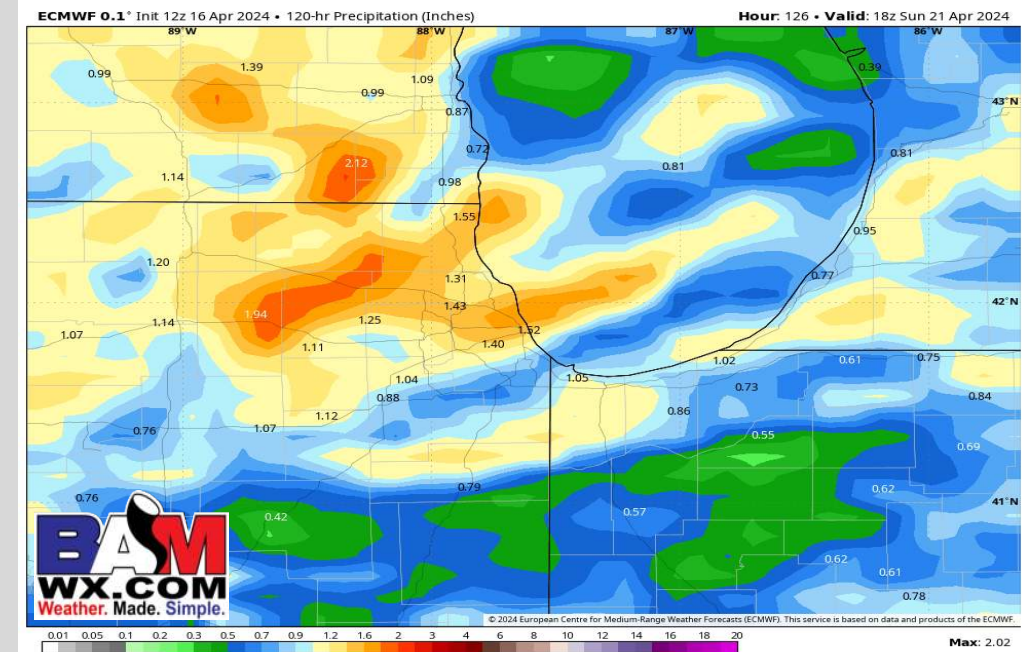 ECMWF 0.1° Init 12z 16 Apr 2024 • 120-hr Precipitation (Inches) Hour: 126 • Valid: 18z Sun 21 Apr 2024
89°W 88°W 87°W 86°W
0.99 1.39 1.09 0.39
0.99
0.87 43°N
0.72 0.81
2.12 0.81
1.14 0.98
1.55
0.95
1.20
1.31 0.77
1.43 42°N
1.94
1.14 1.25
1.07 1.52
1.11 1.40
1.02 0.61 0.75
1.04 1.05
0.88 0.73 0.84
1.12 0.86
0.76 1.07 0.55
0.69
0.79 0.62
0.76 41°N
0.42 0.57
0.62
0.61
0.78
BAM
WX.COM
Weather. Made. Simple.
© 2024 European Centre for Medium-Range Weather Forecasts (ECMWF). This service is based on data and products of the ECMWF.
0.01 0.05 0.1 0.2 0.3 0.5 0.7 0.9 1.2 1.6 2 3 4 6 8 10 12 14 16 18 20
Max: 2.02